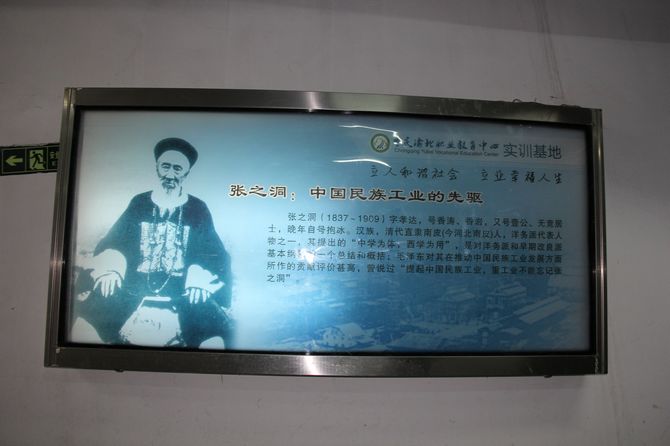 重庆渝北职业教育中心 实训基地
Chongqing Yubei Vocational Education Center
立人和谐社会 立业幸福人生
张之洞：中国民族工业的先驱
张之洞（1837～1909）字孝达，号香涛、香岩，又号壹公、无竞居
士，晚年自号抱冰。汉族，清代直隶南皮(今河北南皮)人，洋务派代表人
物之一，其提出的“中学为体，西学为用”，是对洋务派和早期改良派
基本纲领的一个总结和概括；毛泽东对其在推动中国民族工业发展方面
所作的贡献评价甚高，曾说过“提起中国民族工业，重工业不能忘记张
之洞”。